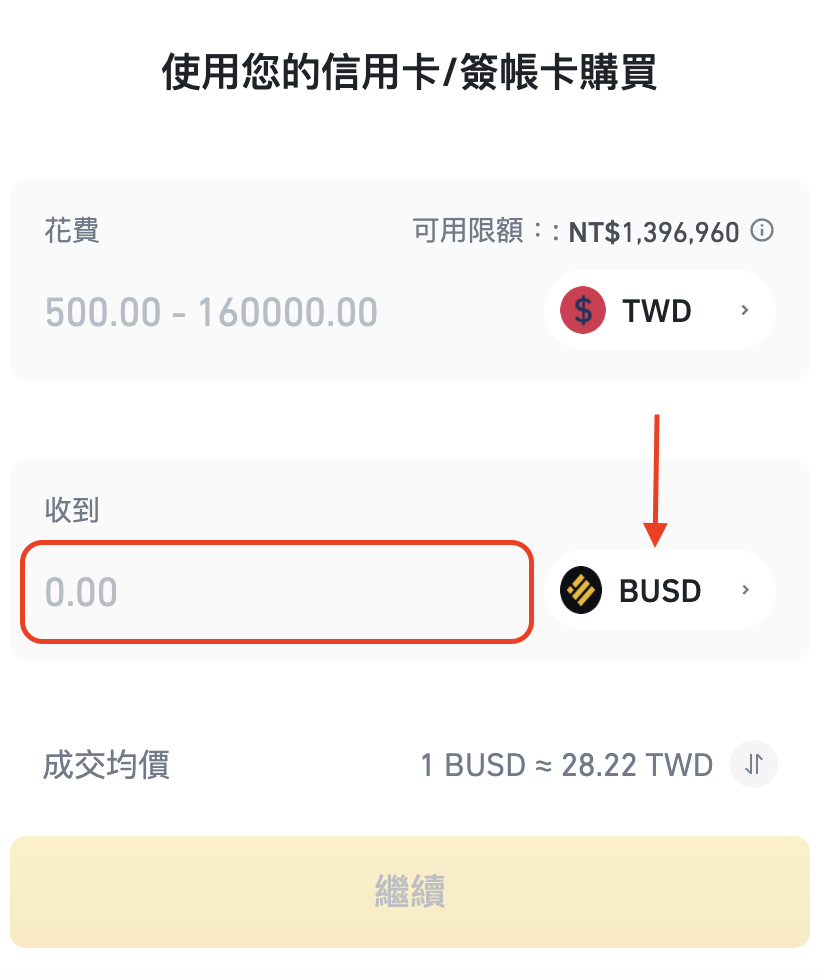 使用您的信用卡/簽帳卡購買
花費
可用限額：: NT$1,396,960
500.00 - 160000.00
$ TWD
收到
0.00
BUSD
成交均價
1 BUSD ≈ 28.22 TWD
繼續